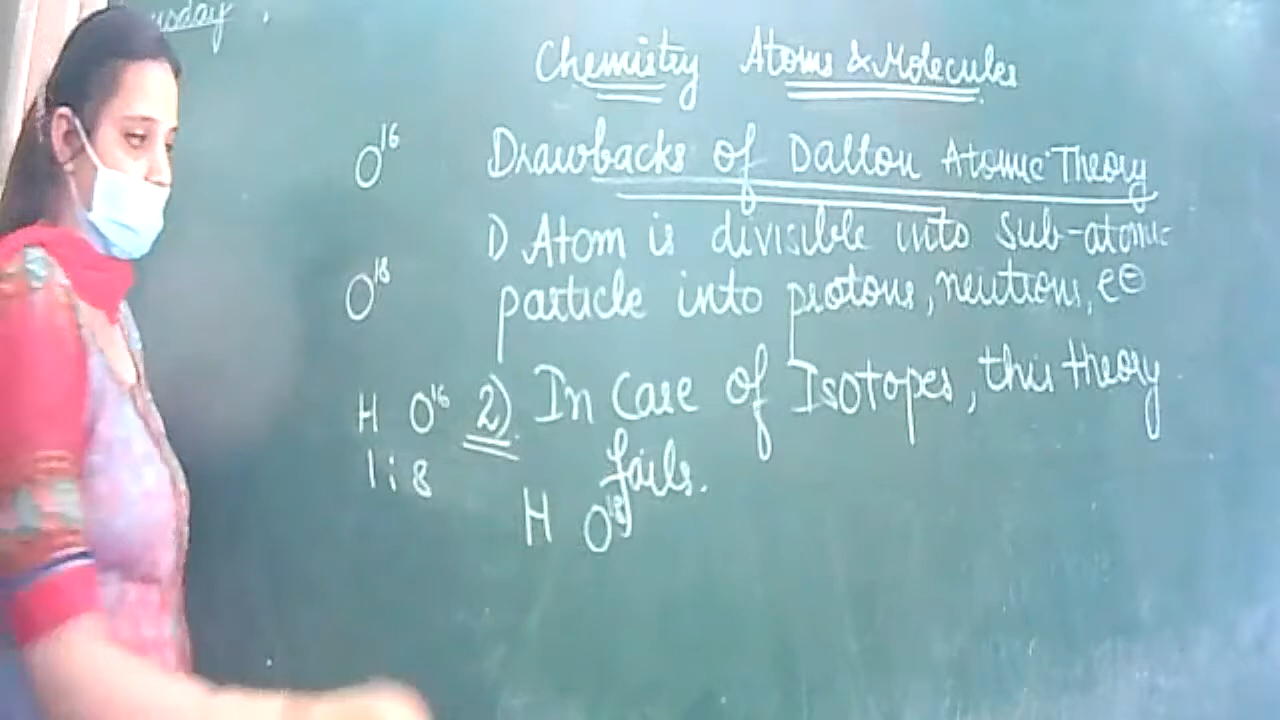 usday.
Chemistry Atoms & Molecules
O¹⁶ Drawbacks of Dalton Atomic Theory
1) Atom is divisible into sub-atomic
O¹⁸ particle into protons, neutrons, e⊖
H O¹⁶ 2) In Case of Isotopes, this theory
1:8 fails.
H O¹⁸